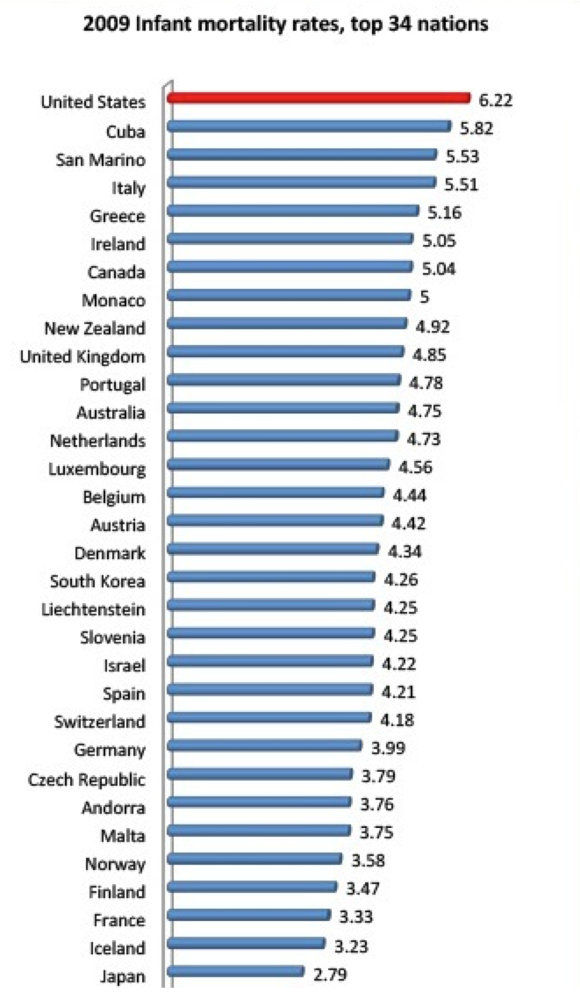 2009 Infant mortality rates, top 34 nations
United States 6.22
Cuba 5.82
San Marino 5.53
Italy 5.51
Greece 5.16
Ireland 5.05
Canada 5.04
Monaco 5
New Zealand 4.92
United Kingdom 4.85
Portugal 4.78
Australia 4.75
Netherlands 4.73
Luxembourg 4.56
Belgium 4.44
Austria 4.42
Denmark 4.34
South Korea 4.26
Liechtenstein 4.25
Slovenia 4.25
Israel 4.22
Spain 4.21
Switzerland 4.18
Germany 3.99
Czech Republic 3.79
Andorra 3.76
Malta 3.75
Norway 3.58
Finland 3.47
France 3.33
Iceland 3.23
Japan 2.79